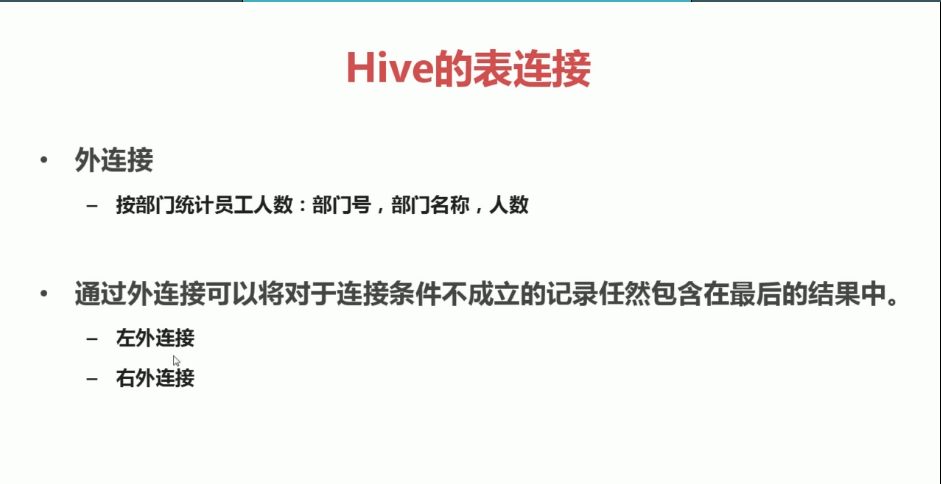 Hive的表连接
• 外连接
– 按部门统计员工人数：部门号，部门名称，人数
• 通过外连接可以将对于连接条件不成立的记录任然包含在最后的结果中。
– 左外连接
– 右外连接